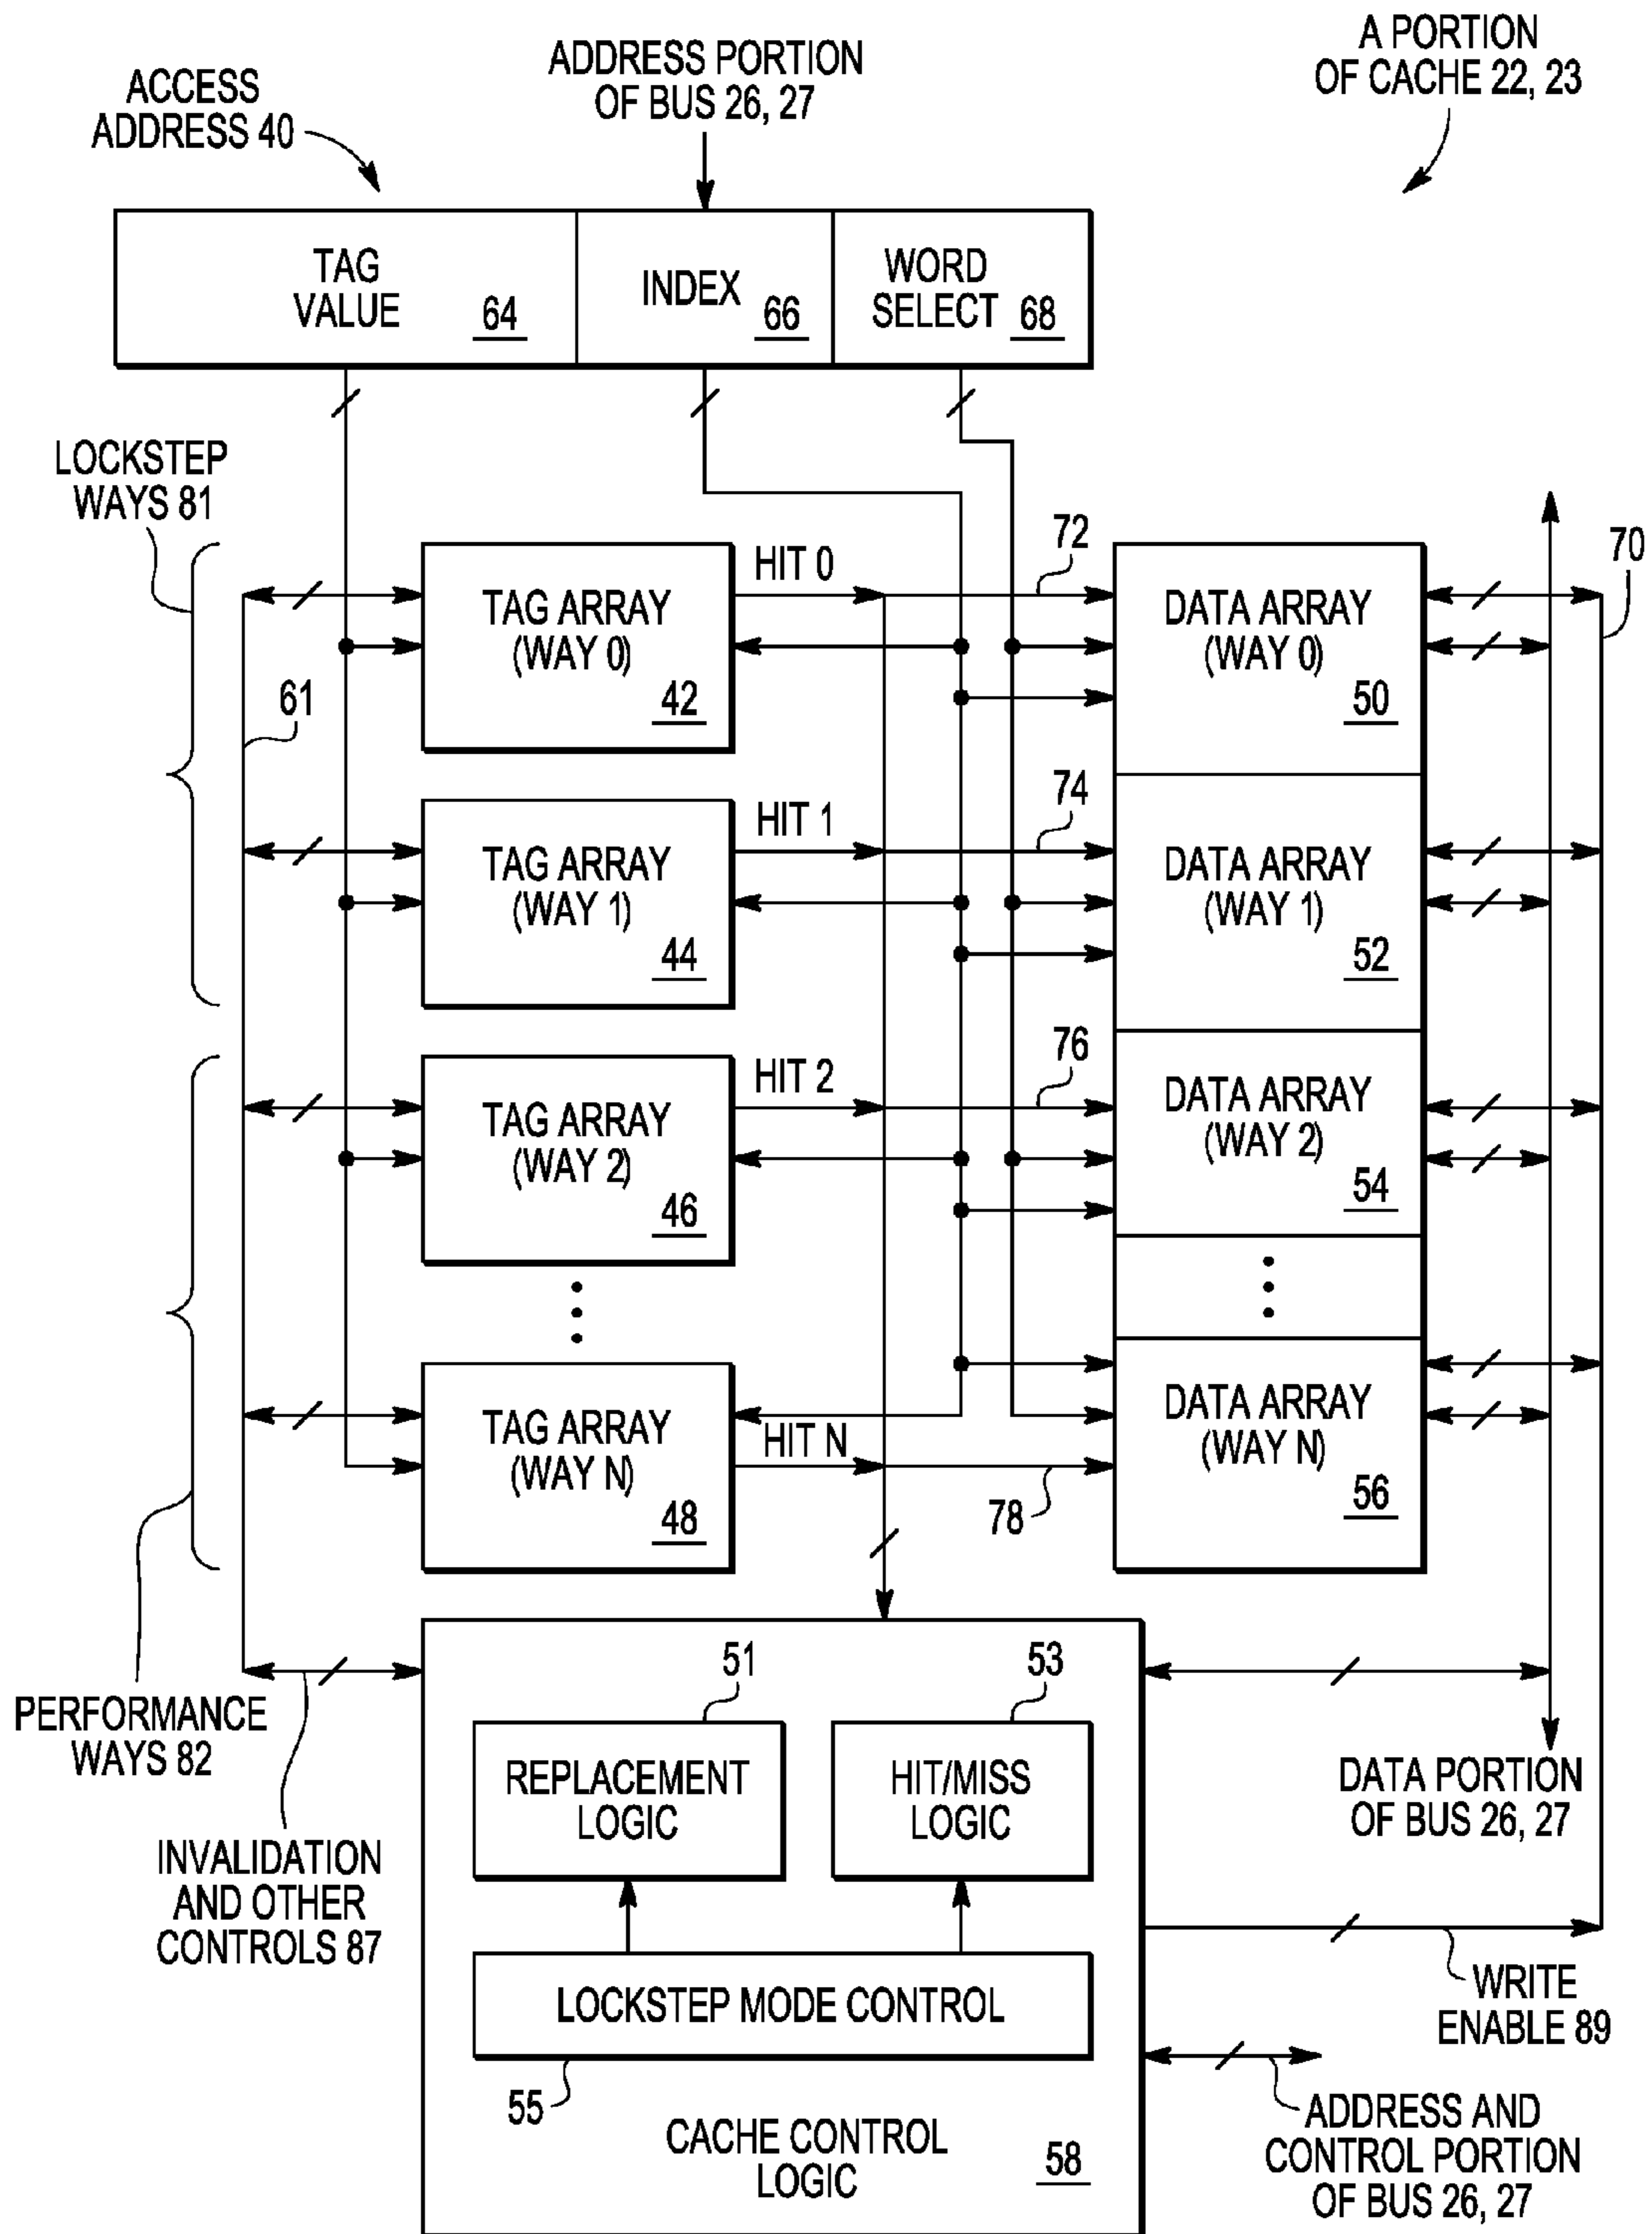 A PORTION
OF CACHE 22, 23
ADDRESS PORTION
OF BUS 26, 27
ACCESS
ADDRESS 40
TAG
VALUE 64
INDEX 66
WORD
SELECT 68
LOCKSTEP
WAYS 81
61
TAG ARRAY
(WAY 0)
42
HIT 0
72
DATA ARRAY
(WAY 0)
50
70
TAG ARRAY
(WAY 1)
44
HIT 1
74
DATA ARRAY
(WAY 1)
52
TAG ARRAY
(WAY 2)
46
HIT 2
76
DATA ARRAY
(WAY 2)
54
TAG ARRAY
(WAY N)
48
HIT N
78
DATA ARRAY
(WAY N)
56
PERFORMANCE
WAYS 82
INVALIDATION
AND OTHER
CONTROLS 87
51
REPLACEMENT
LOGIC
53
HIT/MISS
LOGIC
LOCKSTEP MODE CONTROL
55
CACHE CONTROL
LOGIC
58
DATA PORTION
OF BUS 26, 27
WRITE
ENABLE 89
ADDRESS AND
CONTROL PORTION
OF BUS 26, 27